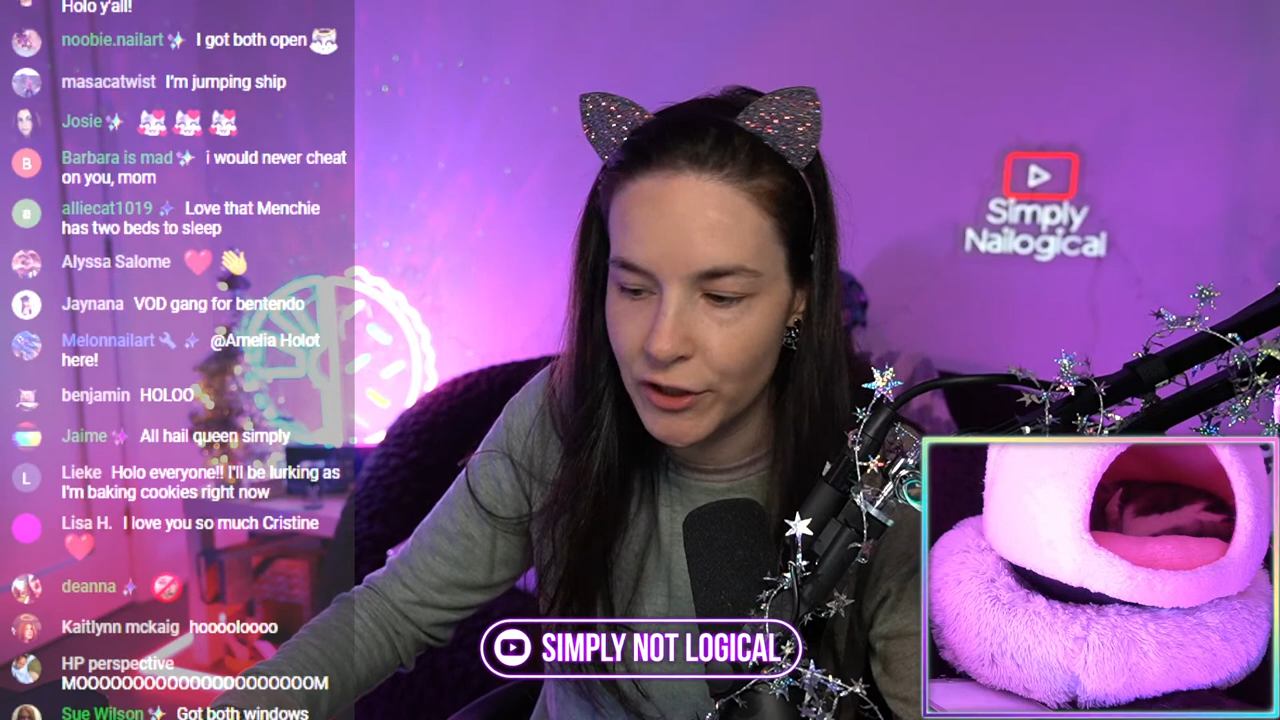 Holo y'all!
noobie.nailart I got both open
masacatwist I'm jumping ship
Josie
B Barbara is mad i would never cheat
on you, mom
alliecat1019 Love that Menchie
has two beds to sleep
Alyssa Salome
Jaynana VOD gang for bentendo
Melonnailart @Amelia Holot
here!
benjamin HOLOO
Jaime All hail queen simply
L Lieke Holo everyone!! I'll be lurking as
I'm baking cookies right now
Lisa H. I love you so much Cristine
deanna
Kaitlynn mckaig hooooloooo
HP perspective
MOOOOOOOOOOOOOOOOOOOOOOM
Sue Wilson Got both windows
Simply
Nailogical
SIMPLY NOT LOGICAL